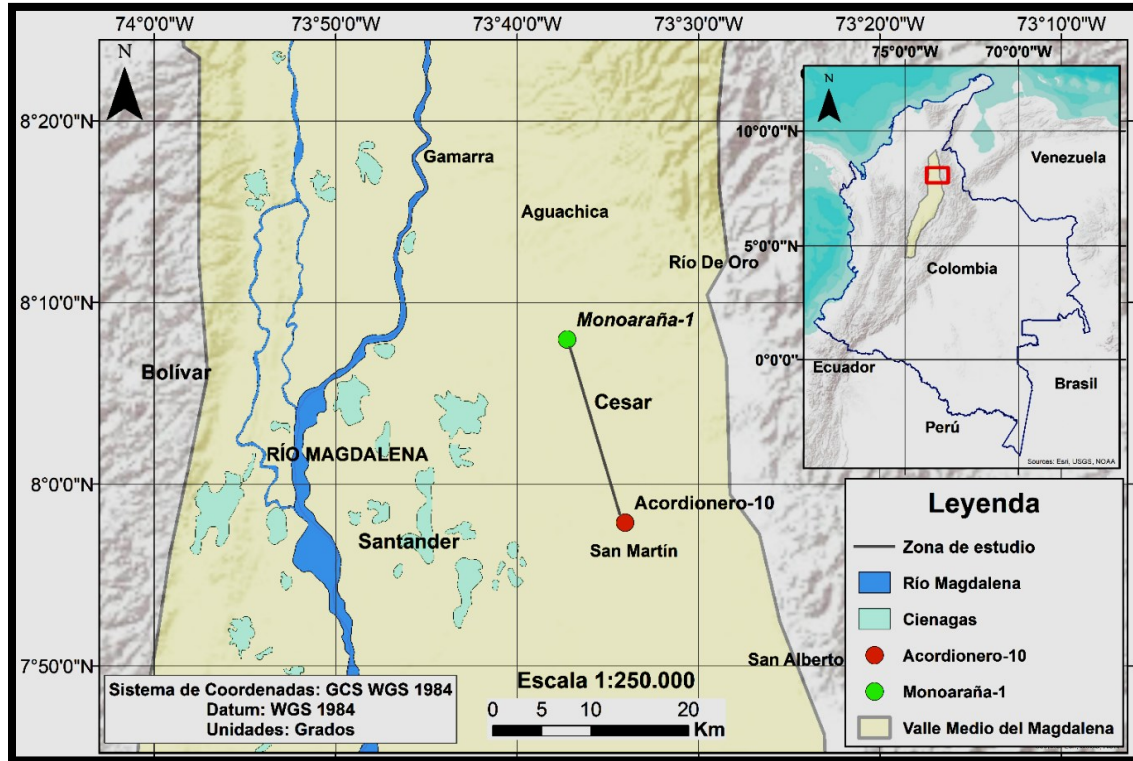 74°0'0"W
73°50'0"W
73°40'0"W
73°30'0"W
73°20'0"W
73°10'0"W
75°0'0"W
70°0'0"W
N
N
8°20'0"N
Gamarra
10°0'0"N
Venezuela
Aguachica
5°0'0"N
Río De Oro
Colombia
8°10'0"N
Monoaraña-1
0°0'0"N
Ecuador
Bolívar
Brasil
Cesar
Perú
RÍO MAGDALENA
Sources: Esri, USGS, NOAA
8°0'0"N
Acordionero-10
Santander
San Martín
Leyenda
Zona de estudio
Río Magdalena
Cienagas
Acordionero-10
Monoaraña-1
Valle Medio del Magdalena
7°50'0"N
San Alberto
Sistema de Coordenadas: GCS WGS 1984
Datum: WGS 1984
Unidades: Grados
Escala 1:250.000
0 5 10 20
Km